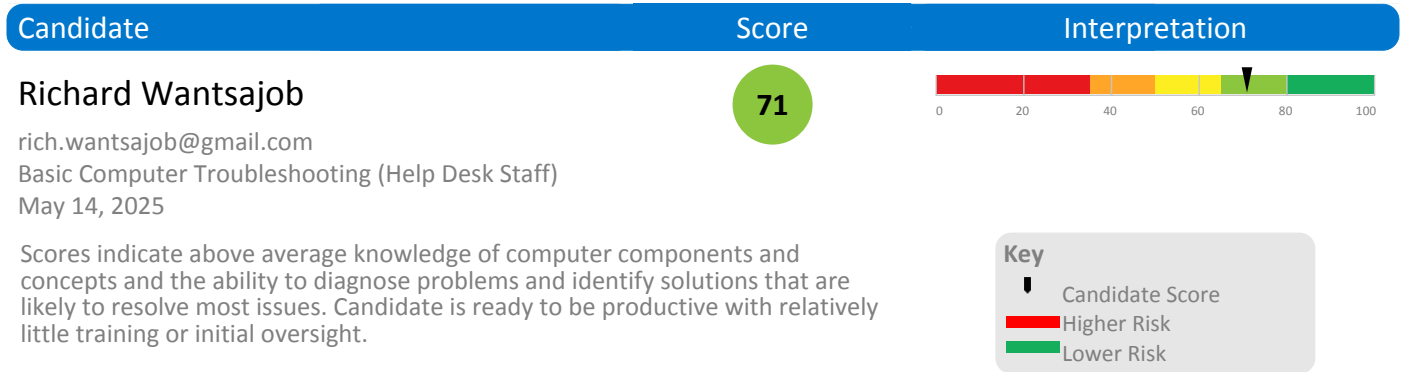 Candidate Score Interpretation
Richard Wantsajob
71
0 20 40 60 80 100
rich.wantsajob@gmail.com
Basic Computer Troubleshooting (Help Desk Staff)
May 14, 2025
Scores indicate above average knowledge of computer components and
concepts and the ability to diagnose problems and identify solutions that are
likely to resolve most issues. Candidate is ready to be productive with relatively
little training or initial oversight.
Key
Candidate Score
Higher Risk
Lower Risk